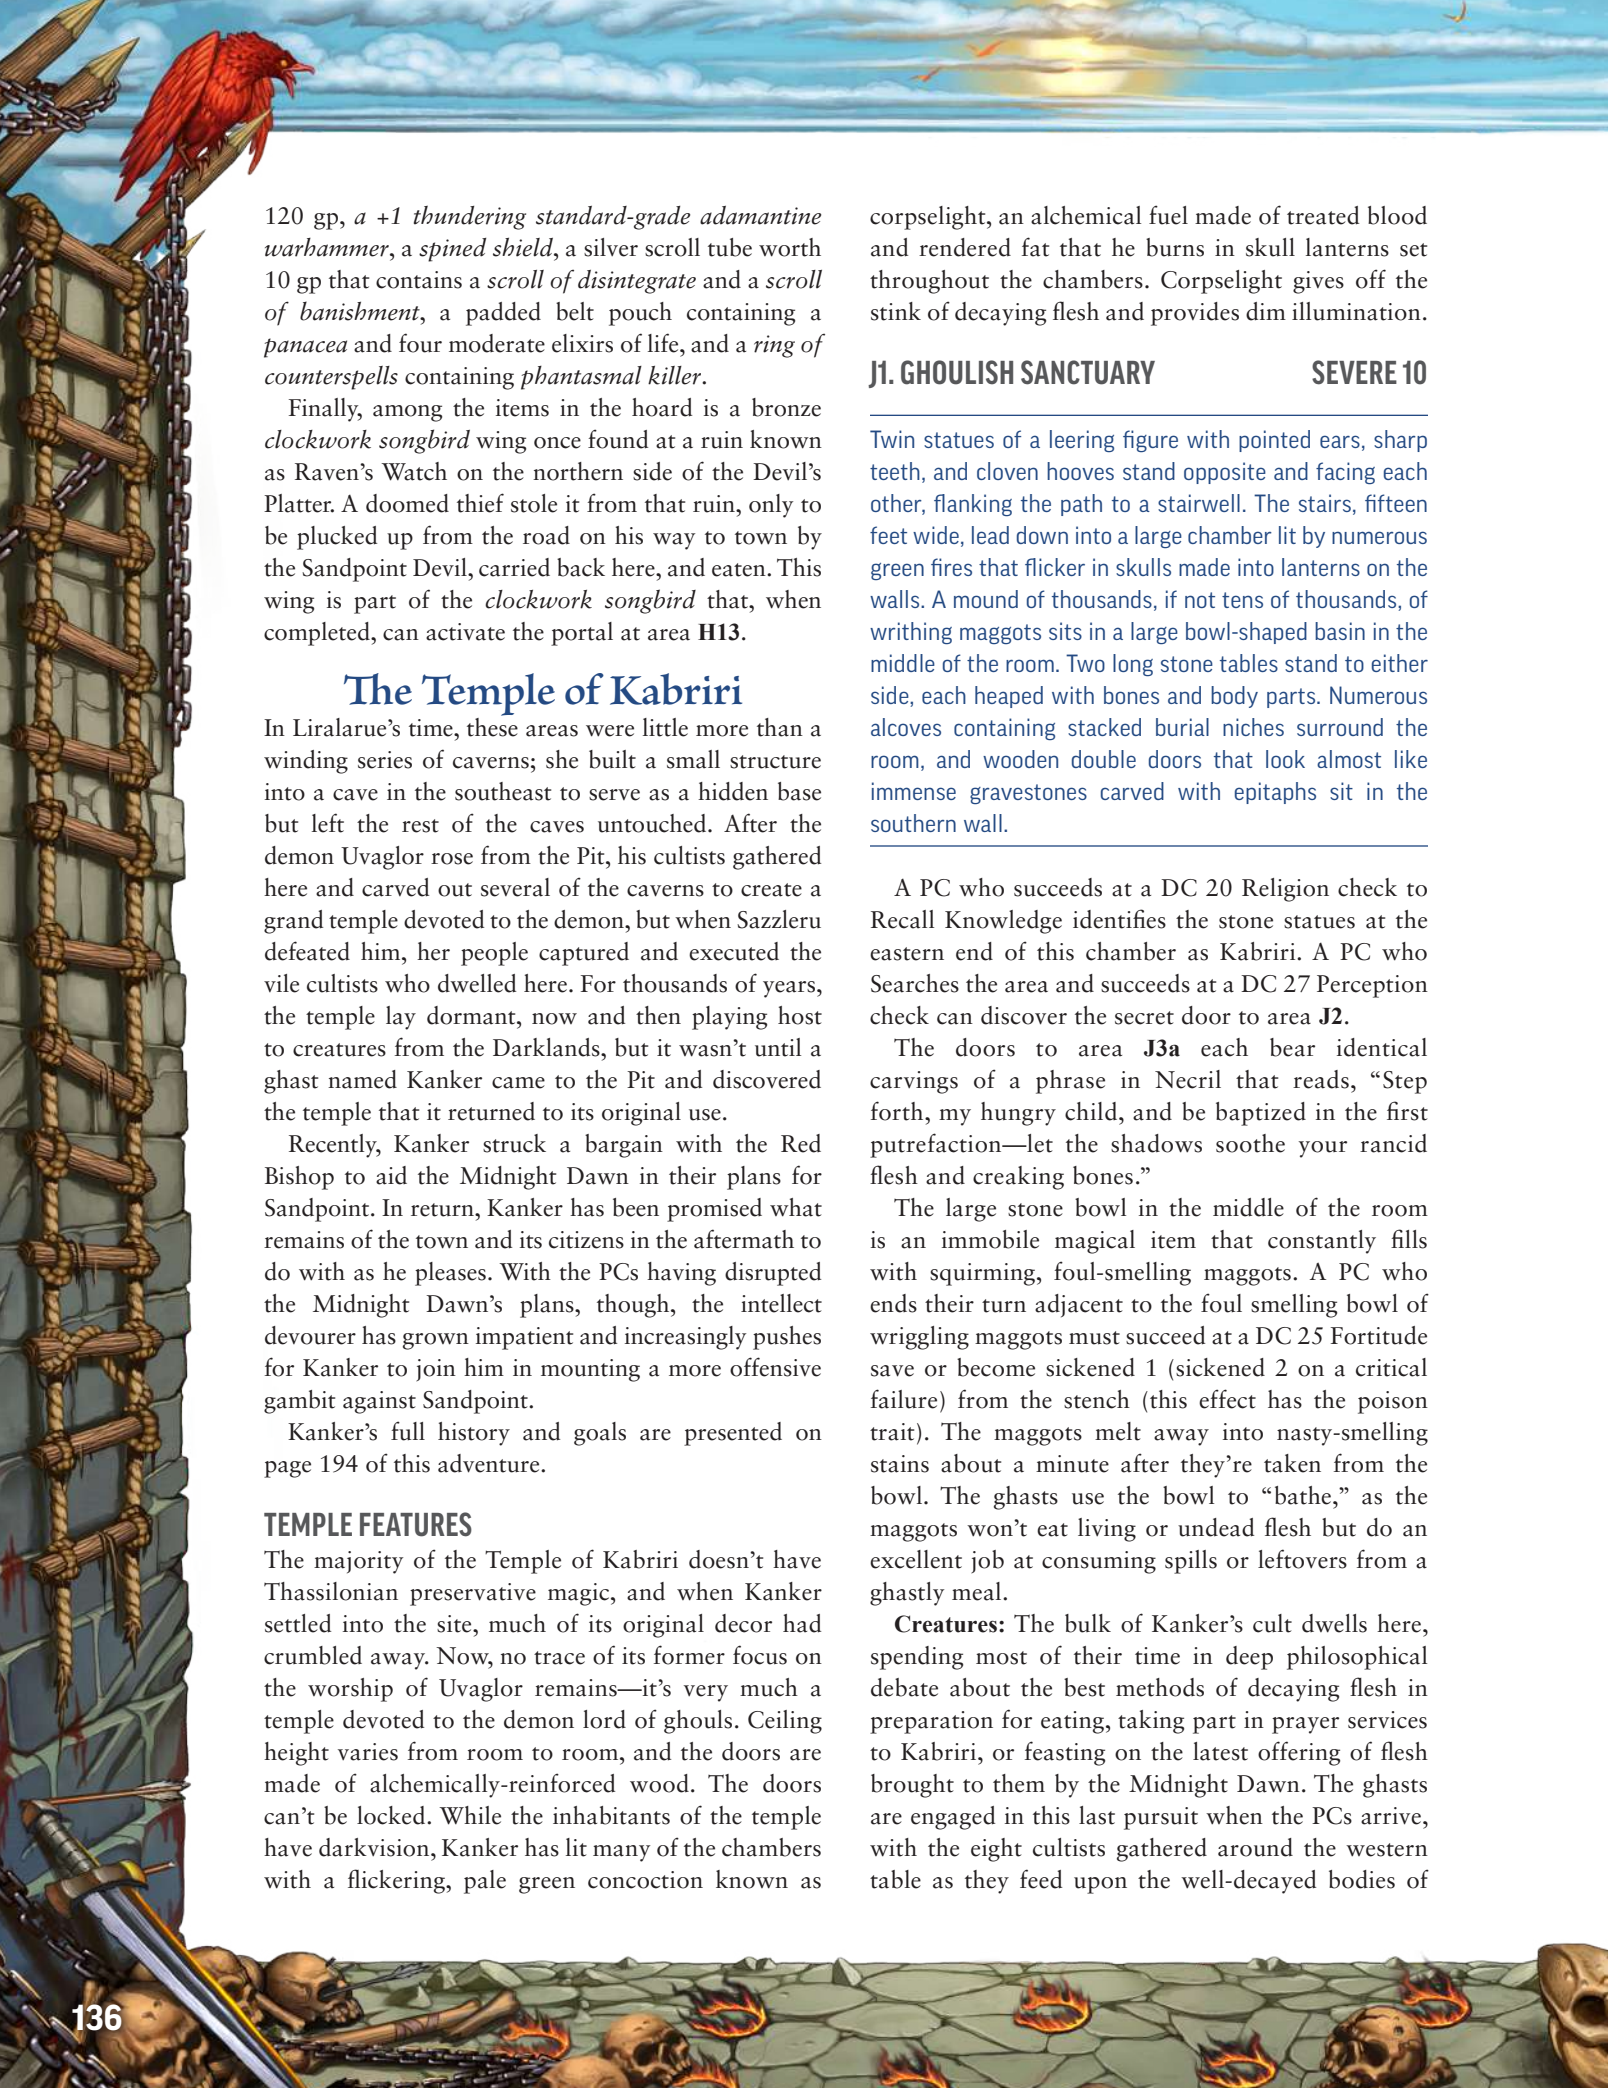 120 gp, a +1 thundering standard-grade adamantine
warhammer, a spined shield, a silver scroll tube worth
10 gp that contains a scroll of disintegrate and a scroll
of banishment, a padded belt pouch containing a
panacea and four moderate elixirs of life, and a ring of
counterspells containing phantasmal killer.
Finally, among the items in the hoard is a bronze
clockwork songbird wing once found at a ruin known
as Raven’s Watch on the northern side of the Devil’s
Platter. A doomed thief stole it from that ruin, only to
be plucked up from the road on his way to town by
the Sandpoint Devil, carried back here, and eaten. This
wing is part of the clockwork songbird that, when
completed, can activate the portal at area H13.
The Temple of Kabriri
In Liralarue’s time, these areas were little more than a
winding series of caverns; she built a small structure
into a cave in the southeast to serve as a hidden base
but left the rest of the caves untouched. After the
demon Uvaglor rose from the Pit, his cultists gathered
here and carved out several of the caverns to create a
grand temple devoted to the demon, but when Sazzleru
defeated him, her people captured and executed the
vile cultists who dwelled here. For thousands of years,
the temple lay dormant, now and then playing host
to creatures from the Darklands, but it wasn’t until a
ghast named Kanker came to the Pit and discovered
the temple that it returned to its original use.
Recently, Kanker struck a bargain with the Red
Bishop to aid the Midnight Dawn in their plans for
Sandpoint. In return, Kanker has been promised what
remains of the town and its citizens in the aftermath to
do with as he pleases. With the PCs having disrupted
the Midnight Dawn’s plans, though, the intellect
devourer has grown impatient and increasingly pushes
for Kanker to join him in mounting a more offensive
gambit against Sandpoint.
Kanker’s full history and goals are presented on
page 194 of this adventure.
TEMPLE FEATURES
The majority of the Temple of Kabriri doesn’t have
Thassilonian preservative magic, and when Kanker
settled into the site, much of its original decor had
crumbled away. Now, no trace of its former focus on
the worship of Uvaglor remains—it’s very much a
temple devoted to the demon lord of ghouls. Ceiling
height varies from room to room, and the doors are
made of alchemically-reinforced wood. The doors
can’t be locked. While the inhabitants of the temple
have darkvision, Kanker has lit many of the chambers
with a flickering, pale green concoction known as
corpselight, an alchemical fuel made of treated blood
and rendered fat that he burns in skull lanterns set
throughout the chambers. Corpselight gives off the
stink of decaying flesh and provides dim illumination.
J1. GHOULISH SANCTUARY SEVERE 10
Twin statues of a leering figure with pointed ears, sharp
teeth, and cloven hooves stand opposite and facing each
other, flanking the path to a stairwell. The stairs, fifteen
feet wide, lead down into a large chamber lit by numerous
green fires that flicker in skulls made into lanterns on the
walls. A mound of thousands, if not tens of thousands, of
writhing maggots sits in a large bowl-shaped basin in the
middle of the room. Two long stone tables stand to either
side, each heaped with bones and body parts. Numerous
alcoves containing stacked burial niches surround the
room, and wooden double doors that look almost like
immense gravestones carved with epitaphs sit in the
southern wall.
A PC who succeeds at a DC 20 Religion check to
Recall Knowledge identifies the stone statues at the
eastern end of this chamber as Kabriri. A PC who
Searches the area and succeeds at a DC 27 Perception
check can discover the secret door to area J2.
The doors to area J3a each bear identical
carvings of a phrase in Necril that reads, “Step
forth, my hungry child, and be baptized in the first
putrefaction—let the shadows soothe your rancid
flesh and creaking bones.”
The large stone bowl in the middle of the room
is an immobile magical item that constantly fills
with squirming, foul-smelling maggots. A PC who
ends their turn adjacent to the foul smelling bowl of
wriggling maggots must succeed at a DC 25 Fortitude
save or become sickened 1 (sickened 2 on a critical
failure) from the stench (this effect has the poison
trait). The maggots melt away into nasty-smelling
stains about a minute after they’re taken from the
bowl. The ghasts use the bowl to “bathe,” as the
maggots won’t eat living or undead flesh but do an
excellent job at consuming spills or leftovers from a
ghastly meal.
Creatures: The bulk of Kanker’s cult dwells here,
spending most of their time in deep philosophical
debate about the best methods of decaying flesh in
preparation for eating, taking part in prayer services
to Kabriri, or feasting on the latest offering of flesh
brought to them by the Midnight Dawn. The ghasts
are engaged in this last pursuit when the PCs arrive,
with the eight cultists gathered around the western
table as they feed upon the well-decayed bodies of
136